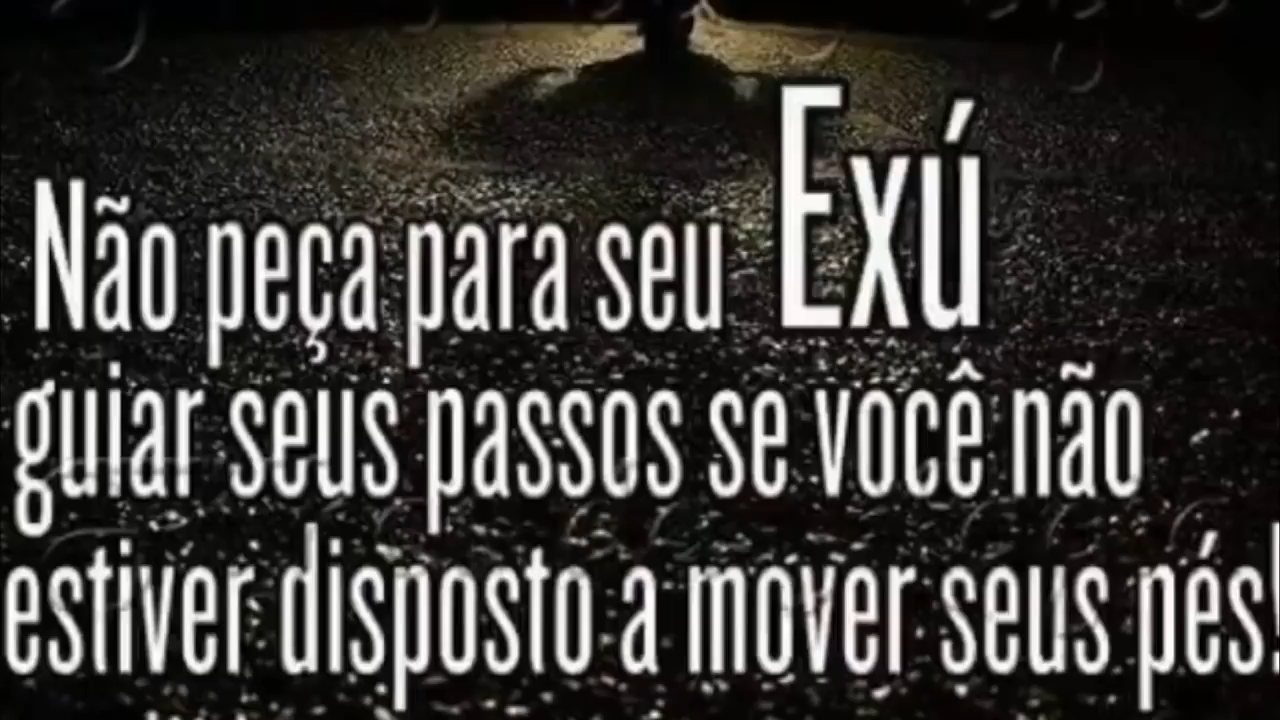 Não peça para seu Exú
guiar seus passos se você não
estiver disposto a mover seus pés!